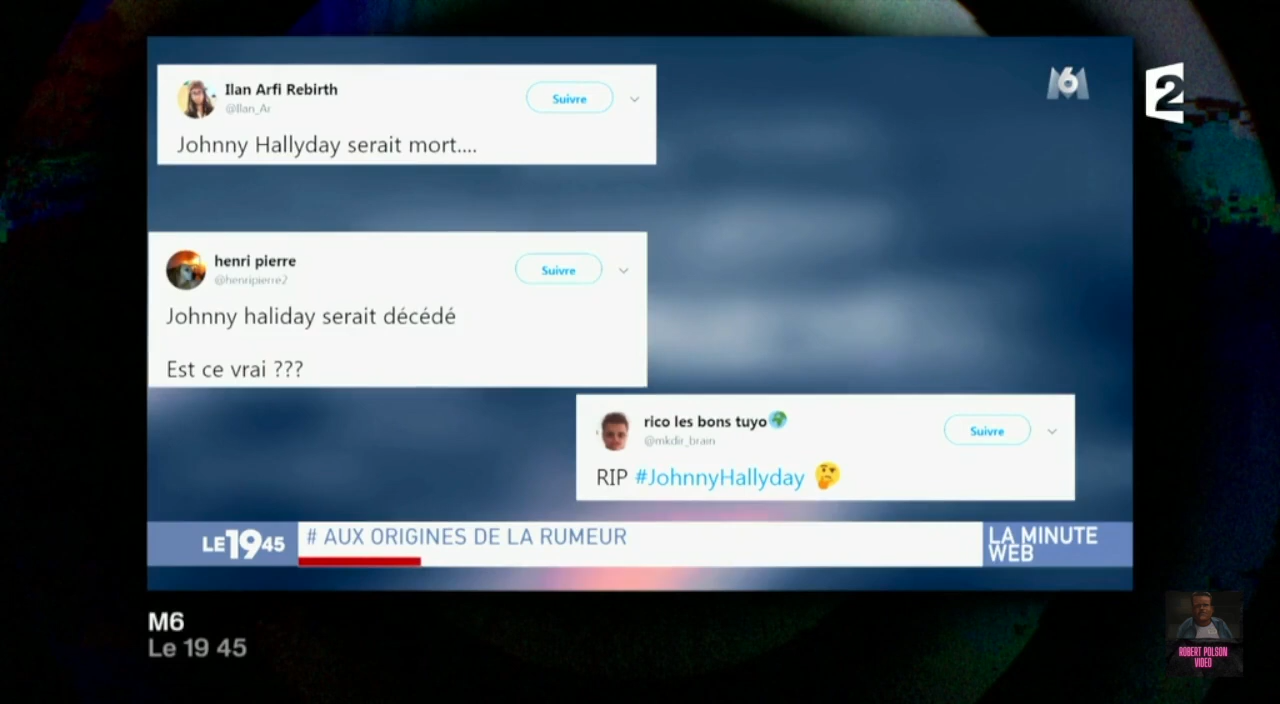 Ilan Arfi Rebirth
@Ilan_Ar
Suivre
Johnny Hallyday serait mort....
M6
2
henri pierre
@henripierre2
Suivre
Johnny haliday serait décédé
Est ce vrai ???
rico les bons tuyo🌍
@mkdir_brain
Suivre
RIP #JohnnyHallyday 🤔
LE 19 45
# AUX ORIGINES DE LA RUMEUR
LA MINUTE
WEB
M6
Le 19 45
ROBERT POLSON
VIDEO